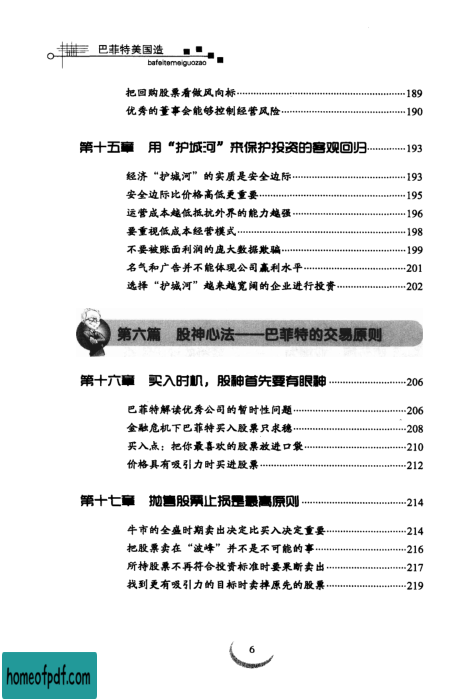 巴菲特美国造
bafeitemeiguozao
把回购股票看做风向标……………………………………189
优秀的董事会能够控制经营风险…………………………190
第十五章 用“护城河”来保护投资的客观回归…………193
经济“护城河”的实质是安全边际………………………193
安全边际比价格高低更重要………………………………195
运营成本越低抵抗外界的能力越强………………………196
要重视低成本经营模式……………………………………198
不要被账面利润的庞大数据欺骗…………………………199
名气和广告并不能体现公司赢利水平……………………201
选择“护城河”越来越宽阔的企业进行投资……………202
第六篇 股神心法——巴菲特的交易原则
第十六章 买入时机，股神首先要有眼神…………………206
巴菲特解读优秀公司的暂时性问题………………………206
金融危机下巴菲特买入股票只求稳………………………208
买入点：把你最喜欢的股票放进口袋……………………210
价格具有吸引力时买进股票………………………………212
第十七章 抛售股票止损是最高原则………………………214
牛市的全盛时期卖出决定比买入决定重要………………214
把股票卖在“波峰”并不是不可能的事…………………216
所持股票不再符合投资标准时要果断卖出………………217
找到更有吸引力的目标时卖掉原先的股票………………219
6
homeofpdf.com